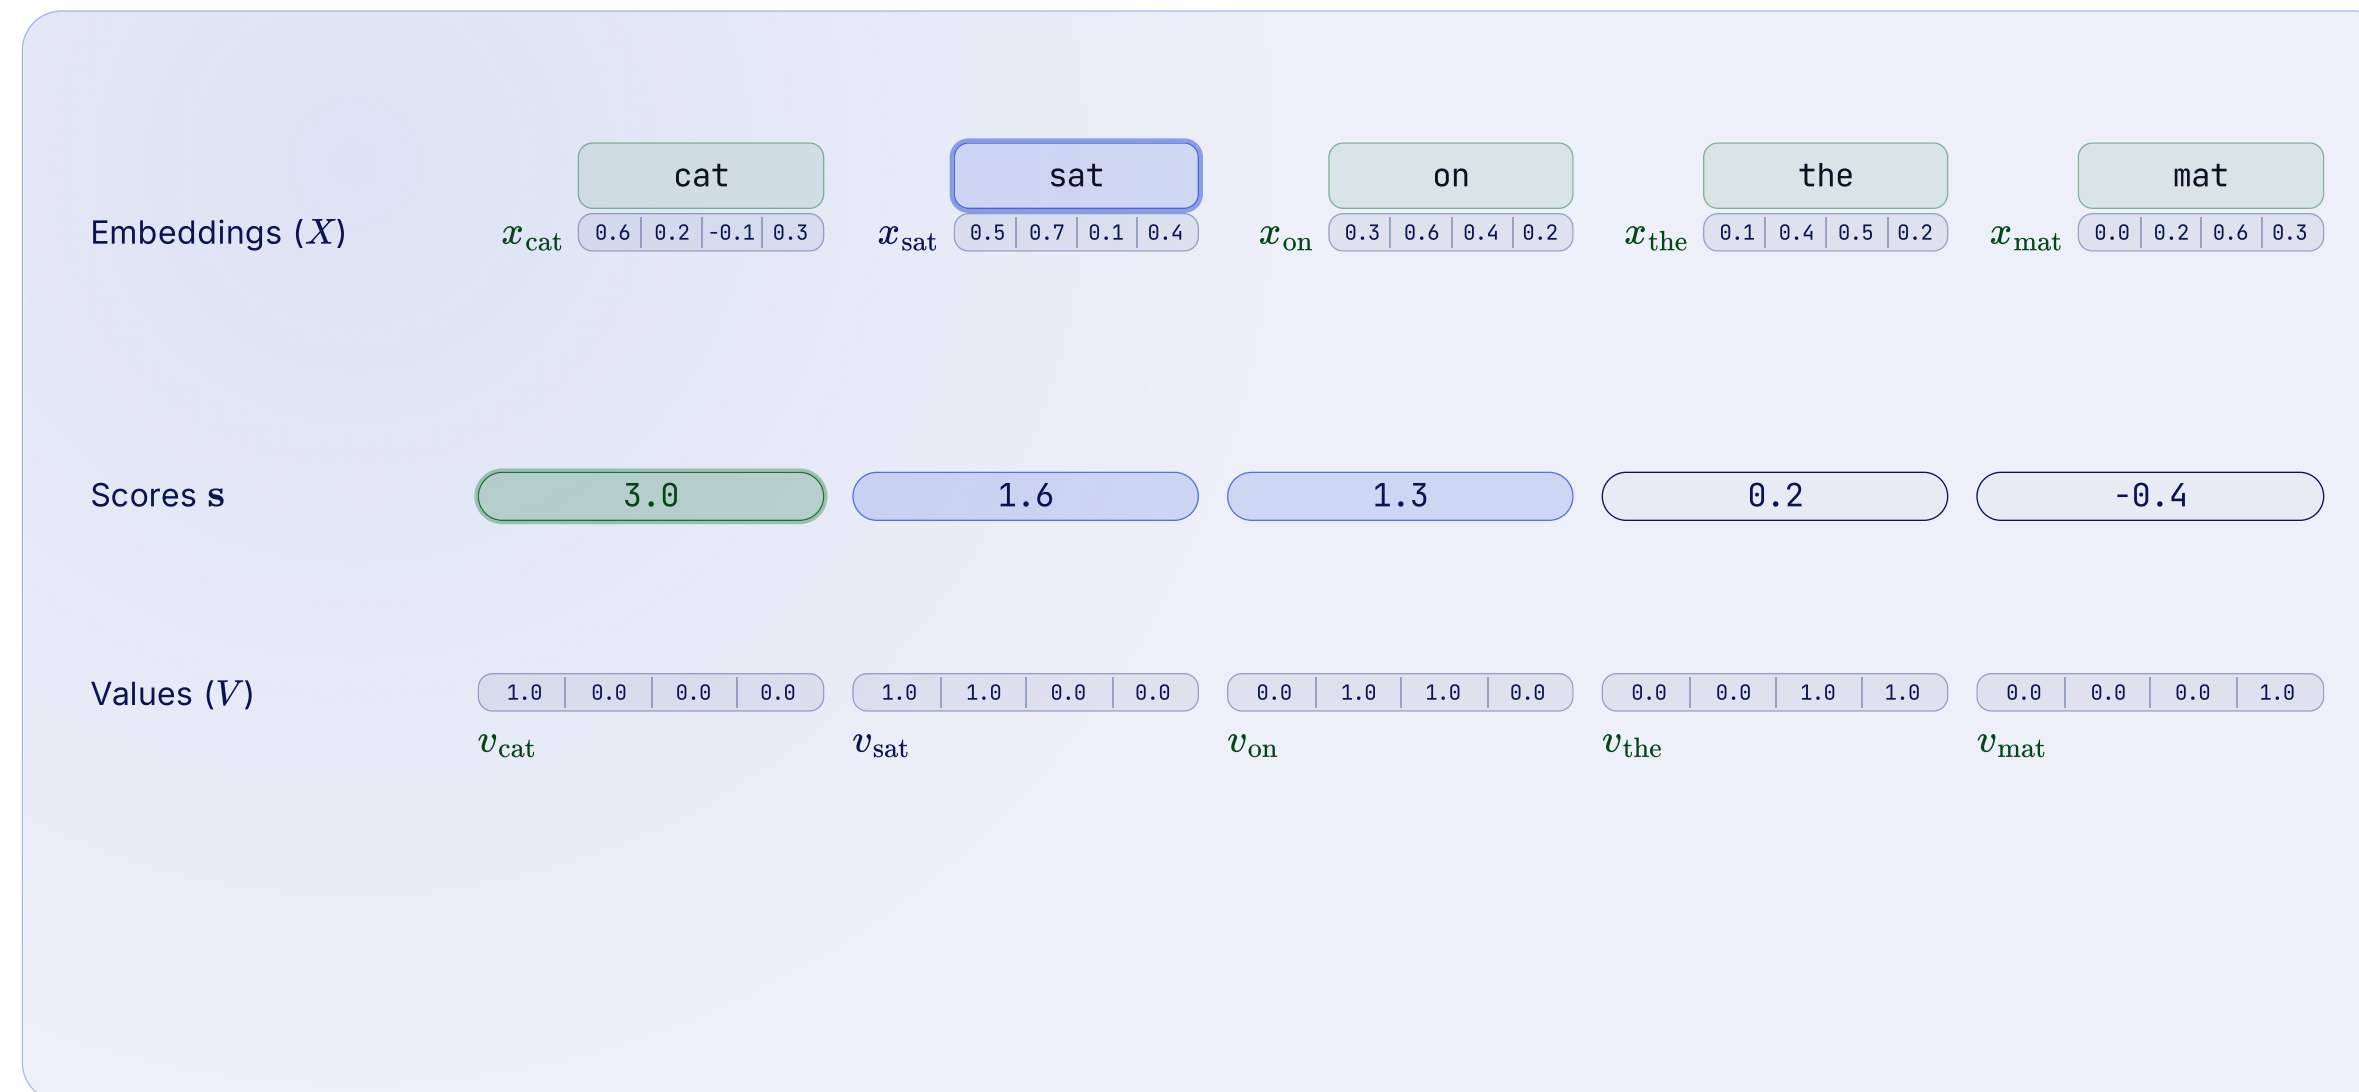 cat sat on the mat
Embeddings (X) x_cat 0.6 0.2 -0.1 0.3 x_sat 0.5 0.7 0.1 0.4 x_on 0.3 0.6 0.4 0.2 x_the 0.1 0.4 0.5 0.2 x_mat 0.0 0.2 0.6 0.3
Scores s 3.0 1.6 1.3 0.2 -0.4
Values (V) 1.0 0.0 0.0 0.0 1.0 1.0 0.0 0.0 0.0 1.0 1.0 0.0 0.0 0.0 1.0 1.0 0.0 0.0 0.0 1.0
v_cat v_sat v_on v_the v_mat